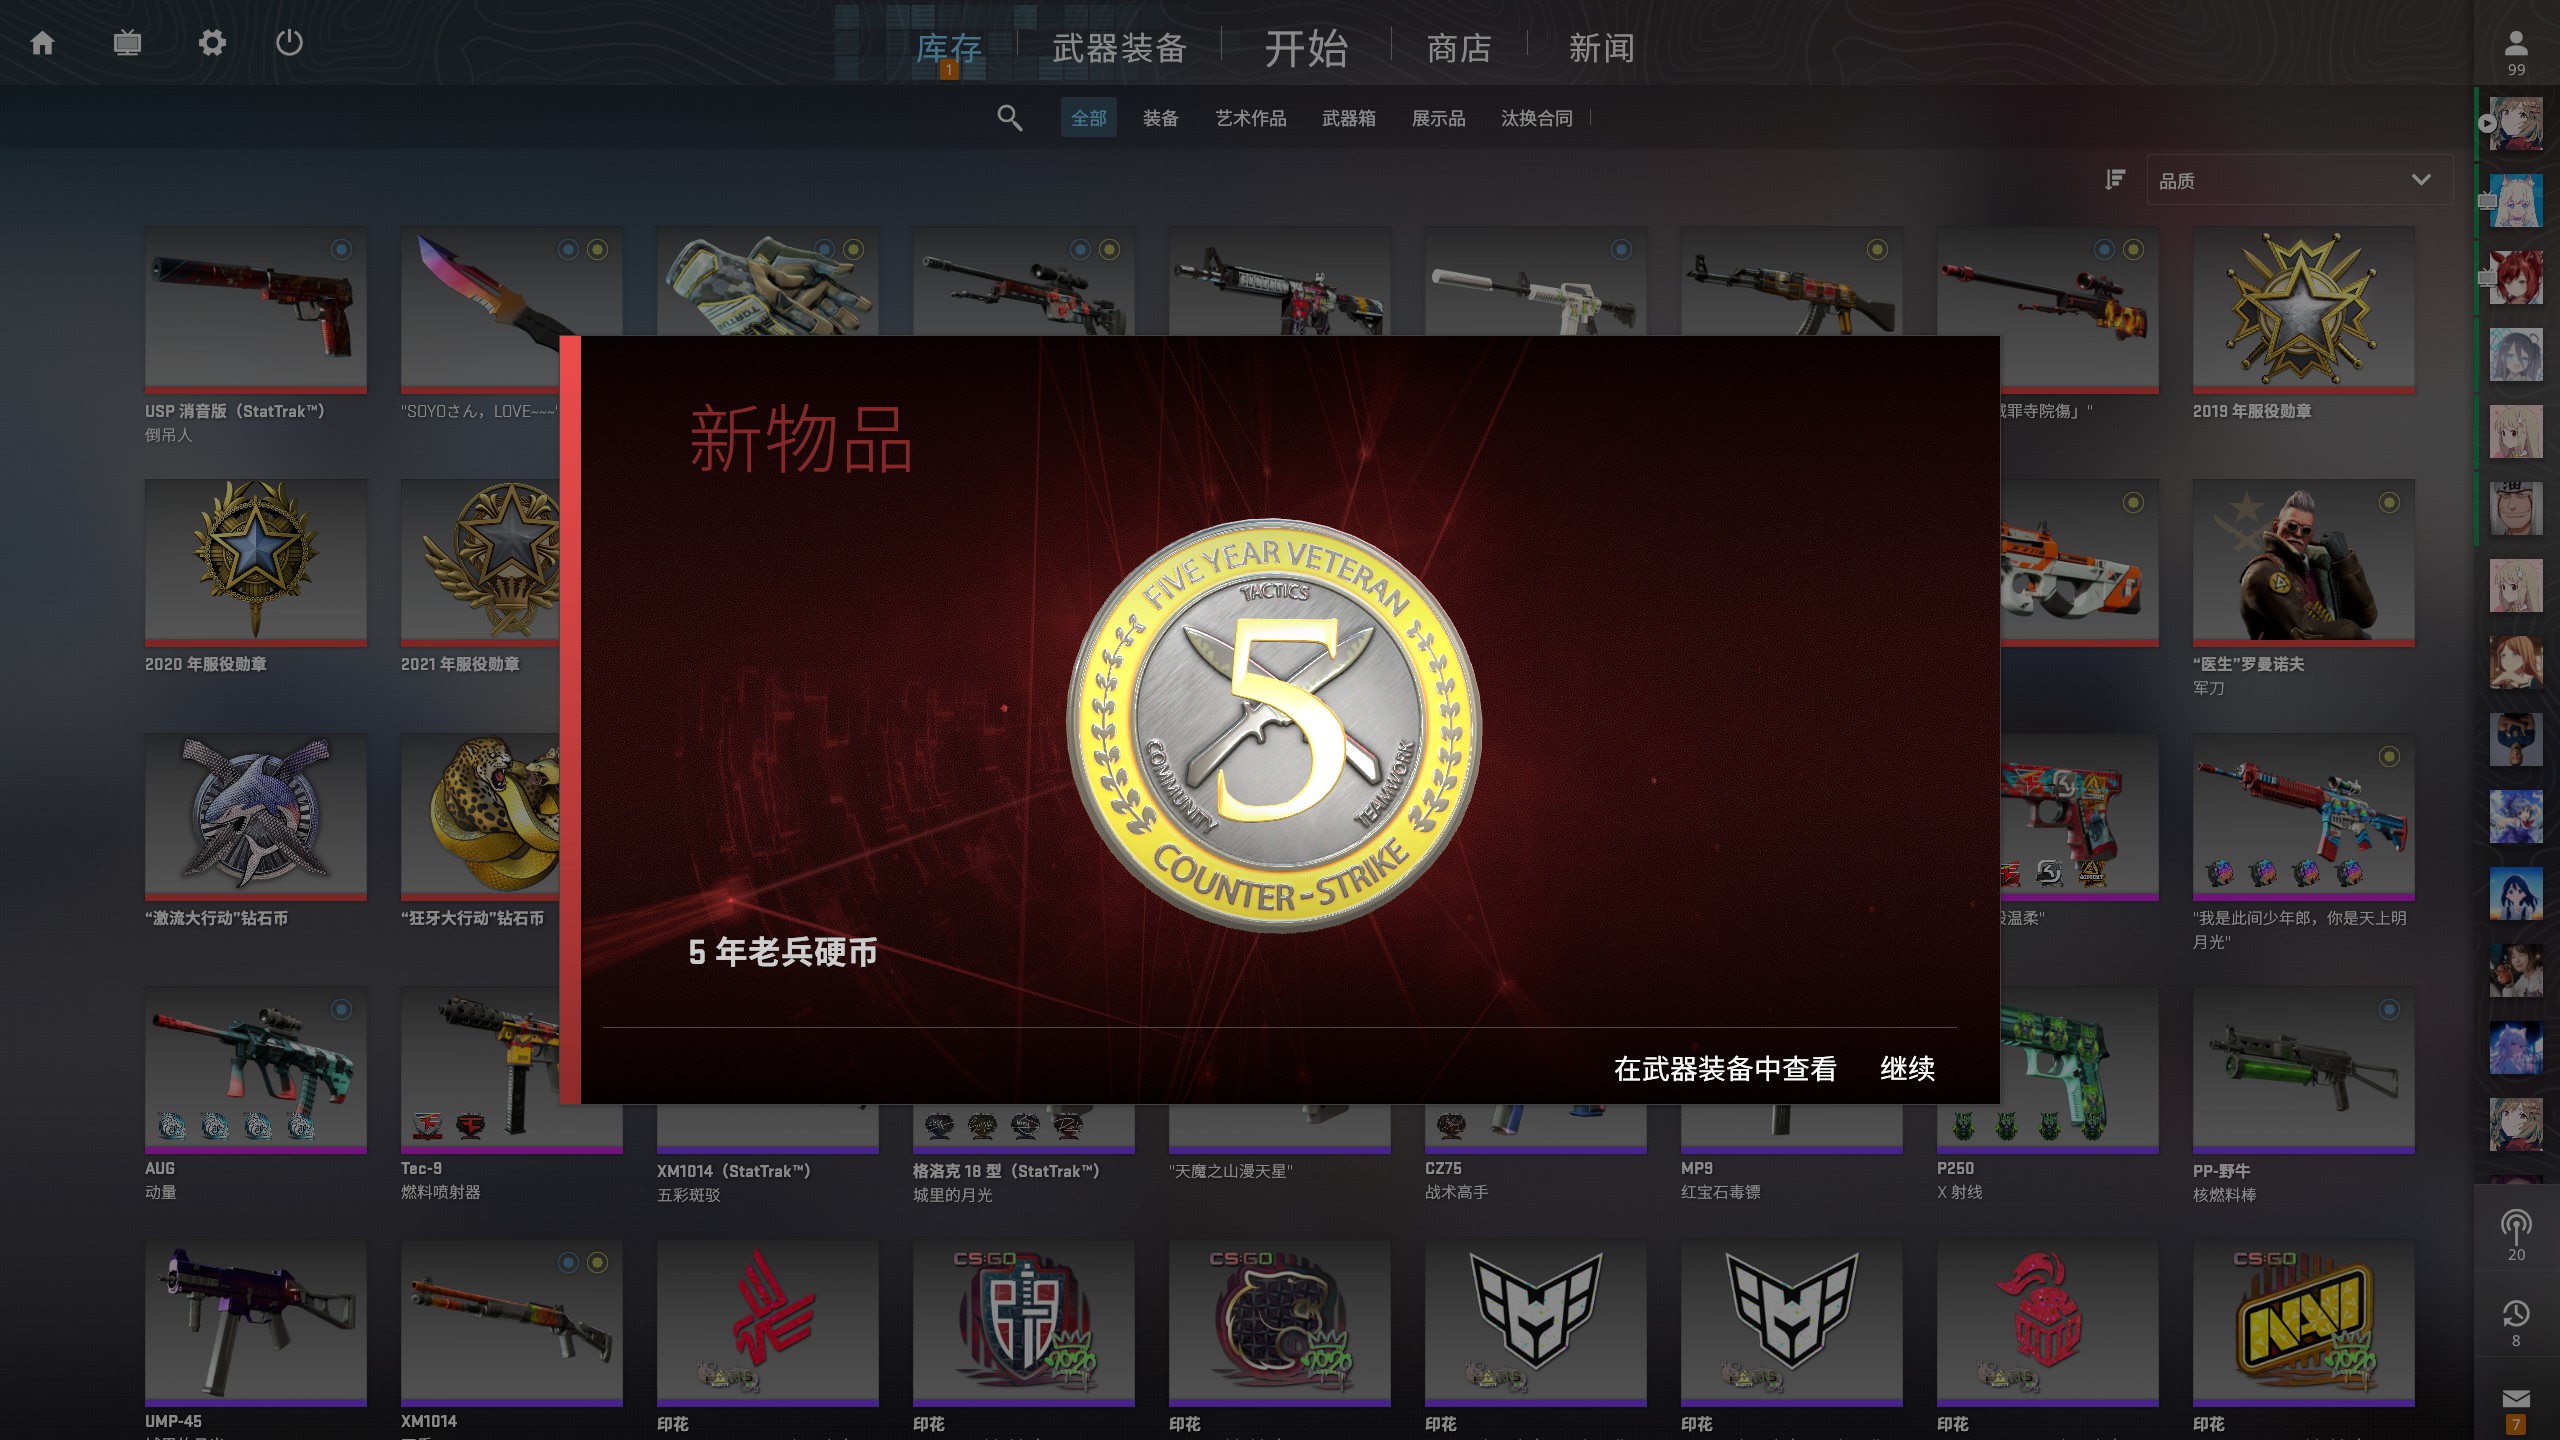 库存
武器装备
开始
商店
新闻
1
99
全部
装备
艺术作品
武器箱
展示品
汰换合同
品质
USP 消音版（StatTrak™）
倒吊人
"SOYOさん，LOVE~~~"
罪寺院傷」"
2019 年服役勋章
新物品
FIVE YEAR VETERAN
TACTICS
5
COMMUNITY
TEAMWORK
COUNTER-STRIKE
5 年老兵硬币
在武器装备中查看
继续
2020 年服役勋章
2021 年服役勋章
“医生”罗曼诺夫
军刀
“激流大行动”钻石币
“狂牙大行动”钻石币
温柔"
"我是此间少年郎，你是天上明
月光"
AUG
动量
Tec-9
燃料喷射器
XM1014（StatTrak™）
五彩斑驳
格洛克 18 型（StatTrak™）
城里的月光
"天魔之山漫天星"
CZ75
战术高手
MP9
红宝石毒镖
P250
X 射线
PP-野牛
核燃料棒
20
8
7
CS:GO
2020
CS:GO
2020
CS:GO
NAVI
2020
UMP-45
XM1014
印花
印花
印花
印花
印花
印花
印花